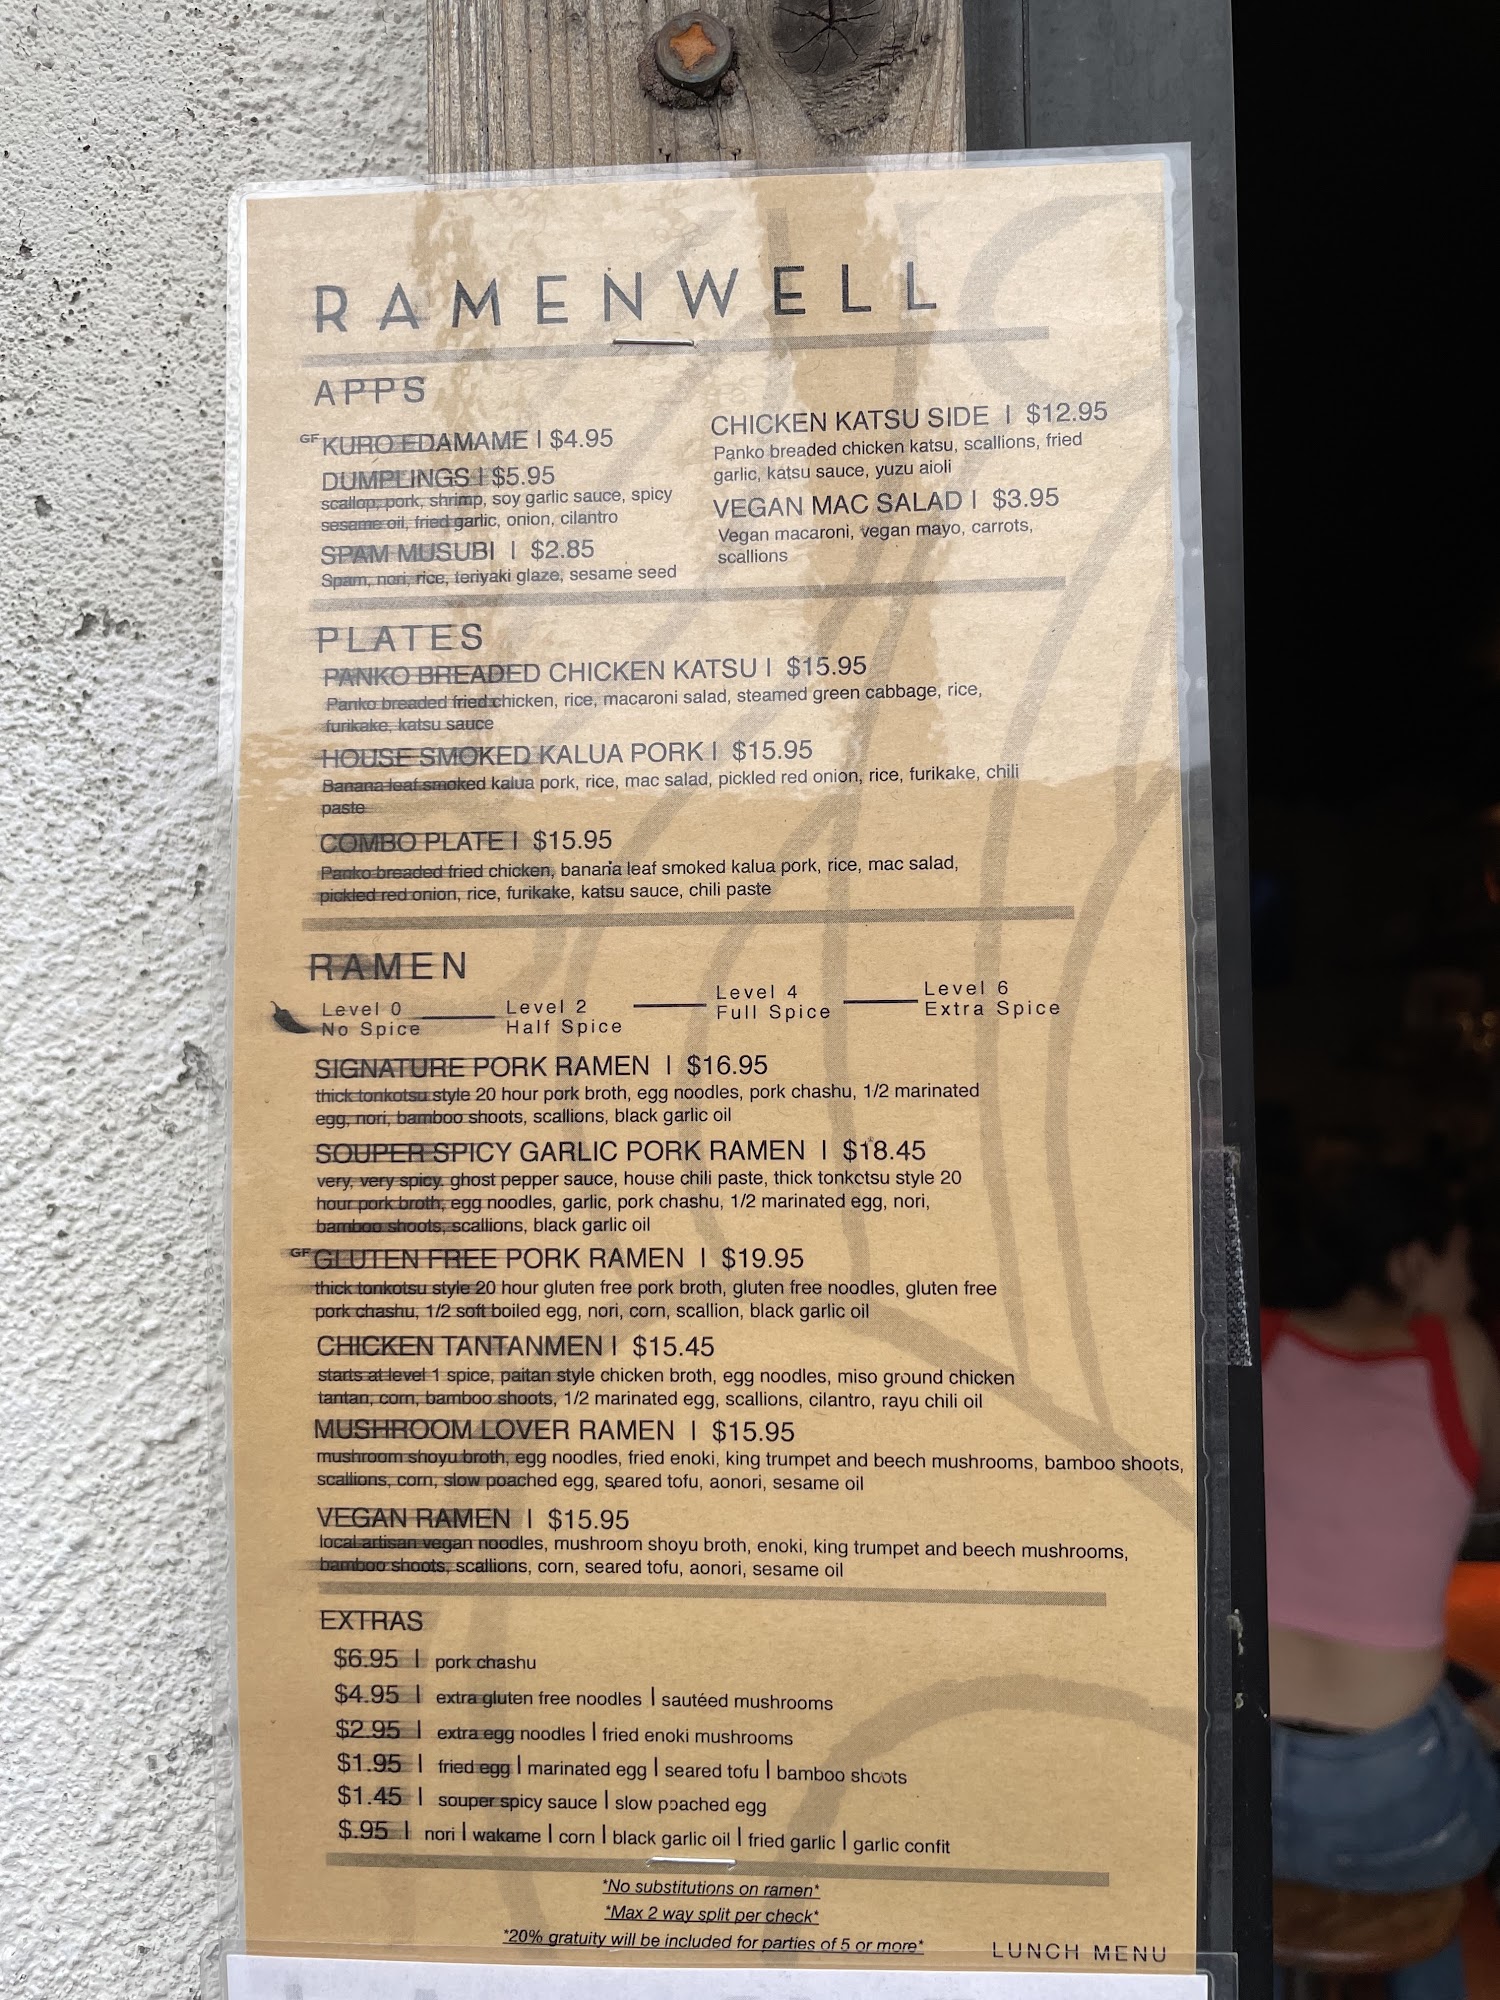 RAMENWELL
APPS
GF KURO EDAMAME | $4.95
DUMPLINGS | $5.95
scallop, pork, shrimp, soy garlic sauce, spicy
sesame oil, fried garlic, onion, cilantro
SPAM MUSUBI | $2.85
Spam, nori, rice, teriyaki glaze, sesame seed
CHICKEN KATSU SIDE | $12.95
Panko breaded chicken katsu, scallions, fried
garlic, katsu sauce, yuzu aioli
VEGAN MAC SALAD | $3.95
Vegan macaroni, vegan mayo, carrots,
scallions
PLATES
PANKO BREADED CHICKEN KATSU | $15.95
Panko breaded fried chicken, rice, macaroni salad, steamed green cabbage, rice,
furikake, katsu sauce
HOUSE SMOKED KALUA PORK | $15.95
Banana leaf smoked kalua pork, rice, mac salad, pickled red onion, rice, furikake, chili
paste
COMBO PLATE | $15.95
Panko breaded fried chicken, banana leaf smoked kalua pork, rice, mac salad,
pickled red onion, rice, furikake, katsu sauce, chili paste
RAMEN
Level 0
No Spice
Level 2
Half Spice
Level 4
Full Spice
Level 6
Extra Spice
SIGNATURE PORK RAMEN | $16.95
thick tonkotsu style 20 hour pork broth, egg noodles, pork chashu, 1/2 marinated
egg, nori, bamboo shoots, scallions, black garlic oil
SOUPER SPICY GARLIC PORK RAMEN | $18.45
very, very spicy. ghost pepper sauce, house chili paste, thick tonkotsu style 20
hour pork broth, egg noodles, garlic, pork chashu, 1/2 marinated egg, nori,
bamboo shoots, scallions, black garlic oil
GF GLUTEN FREE PORK RAMEN | $19.95
thick tonkotsu style 20 hour gluten free pork broth, gluten free noodles, gluten free
pork chashu, 1/2 soft boiled egg, nori, corn, scallion, black garlic oil
CHICKEN TANTANMEN | $15.45
starts at level 1 spice, paitan style chicken broth, egg noodles, miso ground chicken
tantan, corn, bamboo shoots, 1/2 marinated egg, scallions, cilantro, rayu chili oil
MUSHROOM LOVER RAMEN | $15.95
mushroom shoyu broth, egg noodles, fried enoki, king trumpet and beech mushrooms, bamboo shoots,
scallions, corn, slow poached egg, seared tofu, aonori, sesame oil
VEGAN RAMEN | $15.95
local artisan vegan noodles, mushroom shoyu broth, enoki, king trumpet and beech mushrooms,
bamboo shoots, scallions, corn, seared tofu, aonori, sesame oil
EXTRAS
$6.95 | pork chashu
$4.95 | extra gluten free noodles | sautéed mushrooms
$2.95 | extra egg noodles | fried enoki mushrooms
$1.95 | fried egg | marinated egg | seared tofu | bamboo shoots
$1.45 | souper spicy sauce | slow poached egg
$.95 | nori | wakame | corn | black garlic oil | fried garlic | garlic confit
*No substitutions on ramen*
*Max 2 way split per check*
*20% gratuity will be included for parties of 5 or more*
LUNCH MENU